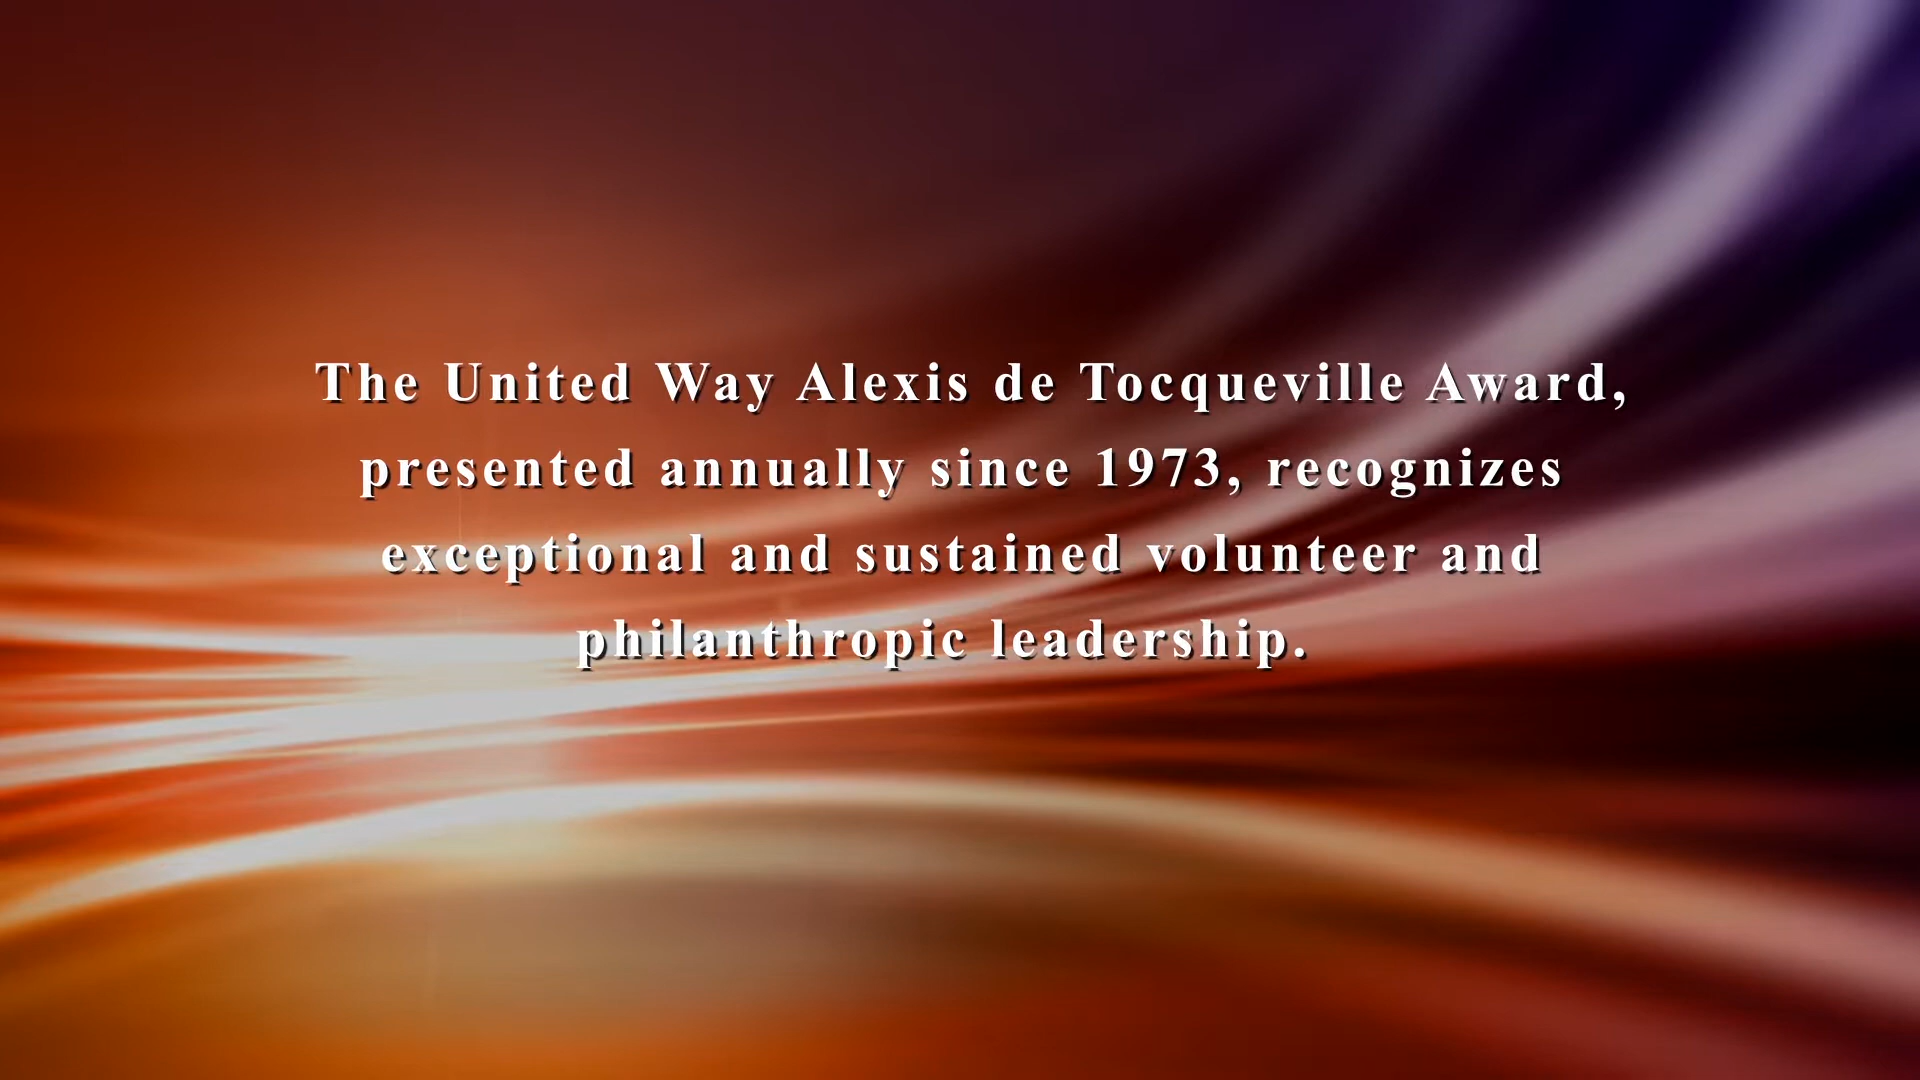 The United Way Alexis de Tocqueville Award,
presented annually since 1973, recognizes
exceptional and sustained volunteer and
philanthropic leadership.